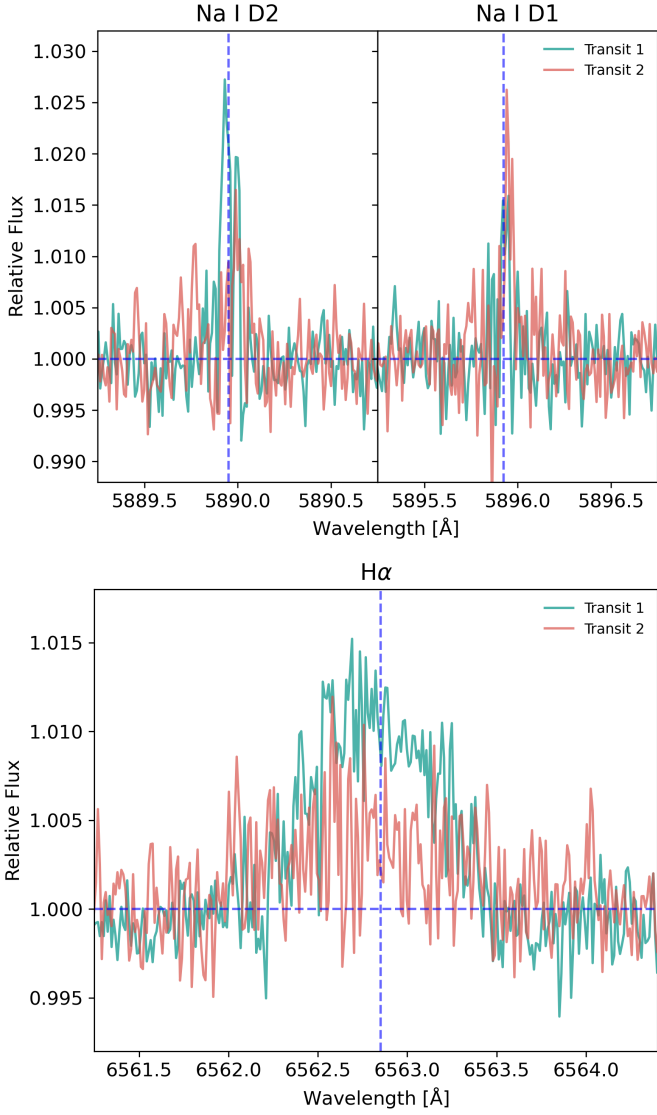 Na I D2
Na I D1
1.030
1.025
1.020
1.015
1.010
1.005
1.000
0.995
0.990
Relative Flux
Transit 1
Transit 2
5889.5 5890.0 5890.5 5895.5 5896.0 5896.5
Wavelength [Å]
Hα
1.015
1.010
1.005
1.000
0.995
Relative Flux
Transit 1
Transit 2
6561.5 6562.0 6562.5 6563.0 6563.5 6564.0
Wavelength [Å]